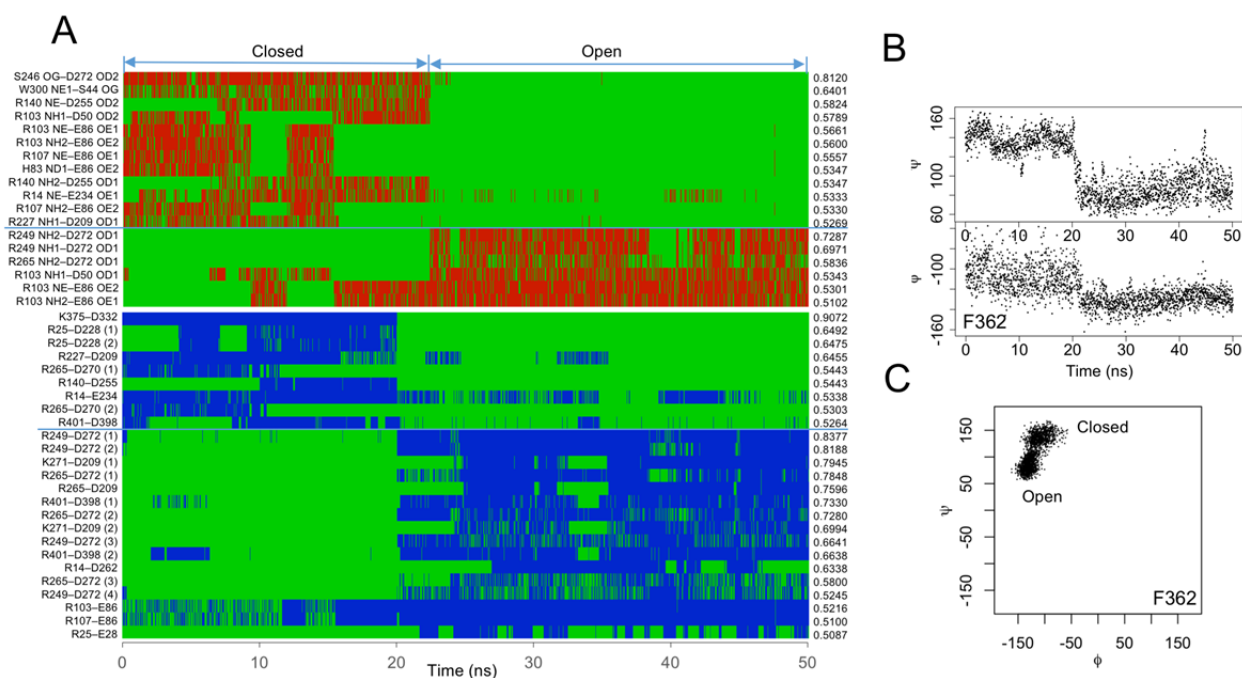 A
Closed
Open
S246 OG–D272 OD2 0.8120
W300 NE1–S44 OG 0.6401
R140 NE–D255 OD2 0.5824
R103 NH1–D50 OD2 0.5789
R103 NE–E86 OE1 0.5661
R103 NH2–E86 OE2 0.5600
R107 NE–E86 OE1 0.5557
H83 ND1–E86 OE2 0.5347
R140 NH2–D255 OD1 0.5347
R14 NE–E234 OE1 0.5333
R107 NH2–E86 OE2 0.5330
R227 NH1–D209 OD1 0.5269
R249 NH2–D272 OD1 0.7287
R249 NH1–D272 OD1 0.6971
R265 NH2–D272 OD1 0.5836
R103 NH1–D50 OD1 0.5343
R103 NE–E86 OE2 0.5301
R103 NH2–E86 OE1 0.5102
K375–D332 0.9072
R25–D228 (1) 0.6492
R25–D228 (2) 0.6475
R227–D209 0.6455
R265–D270 (1) 0.5443
R140–D255 0.5443
R14–E234 0.5338
R265–D270 (2) 0.5303
R401–D398 0.5264
R249–D272 (1) 0.8377
R249–D272 (2) 0.8188
K271–D209 (1) 0.7945
R265–D272 (1) 0.7848
R265–D209 0.7596
R401–D398 (1) 0.7330
R265–D272 (2) 0.7280
K271–D209 (2) 0.6994
R249–D272 (3) 0.6641
R401–D398 (2) 0.6638
R14–D262 0.6338
R265–D272 (3) 0.5800
R249–D272 (4) 0.5245
R103–E86 0.5216
R107–E86 0.5100
R25–E28 0.5087
0 10 20 30 40 50
Time (ns)
B
160
100
60
ψ
0 10 20 30 40 50
-100
-160
φ
F362
0 10 20 30 40 50
Time (ns)
C
150
100
50
-50
-150
ψ
Closed
Open
F362
-150 -50 50 150
ϕ